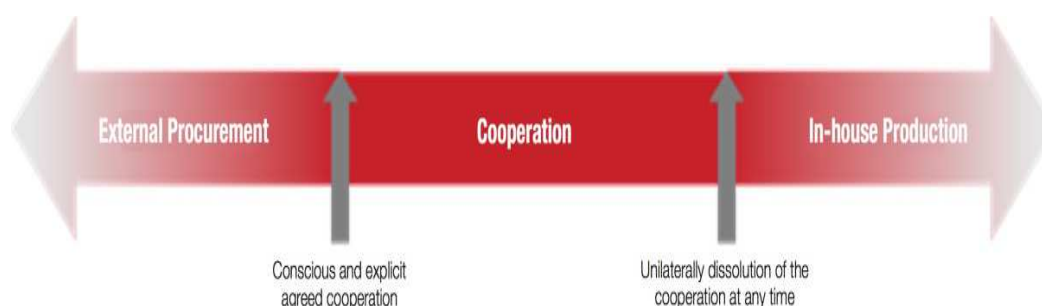 External Procurement
Cooperation
In-house Production
Conscious and explicit
agreed cooperation
Unilaterally dissolution of the
cooperation at any time